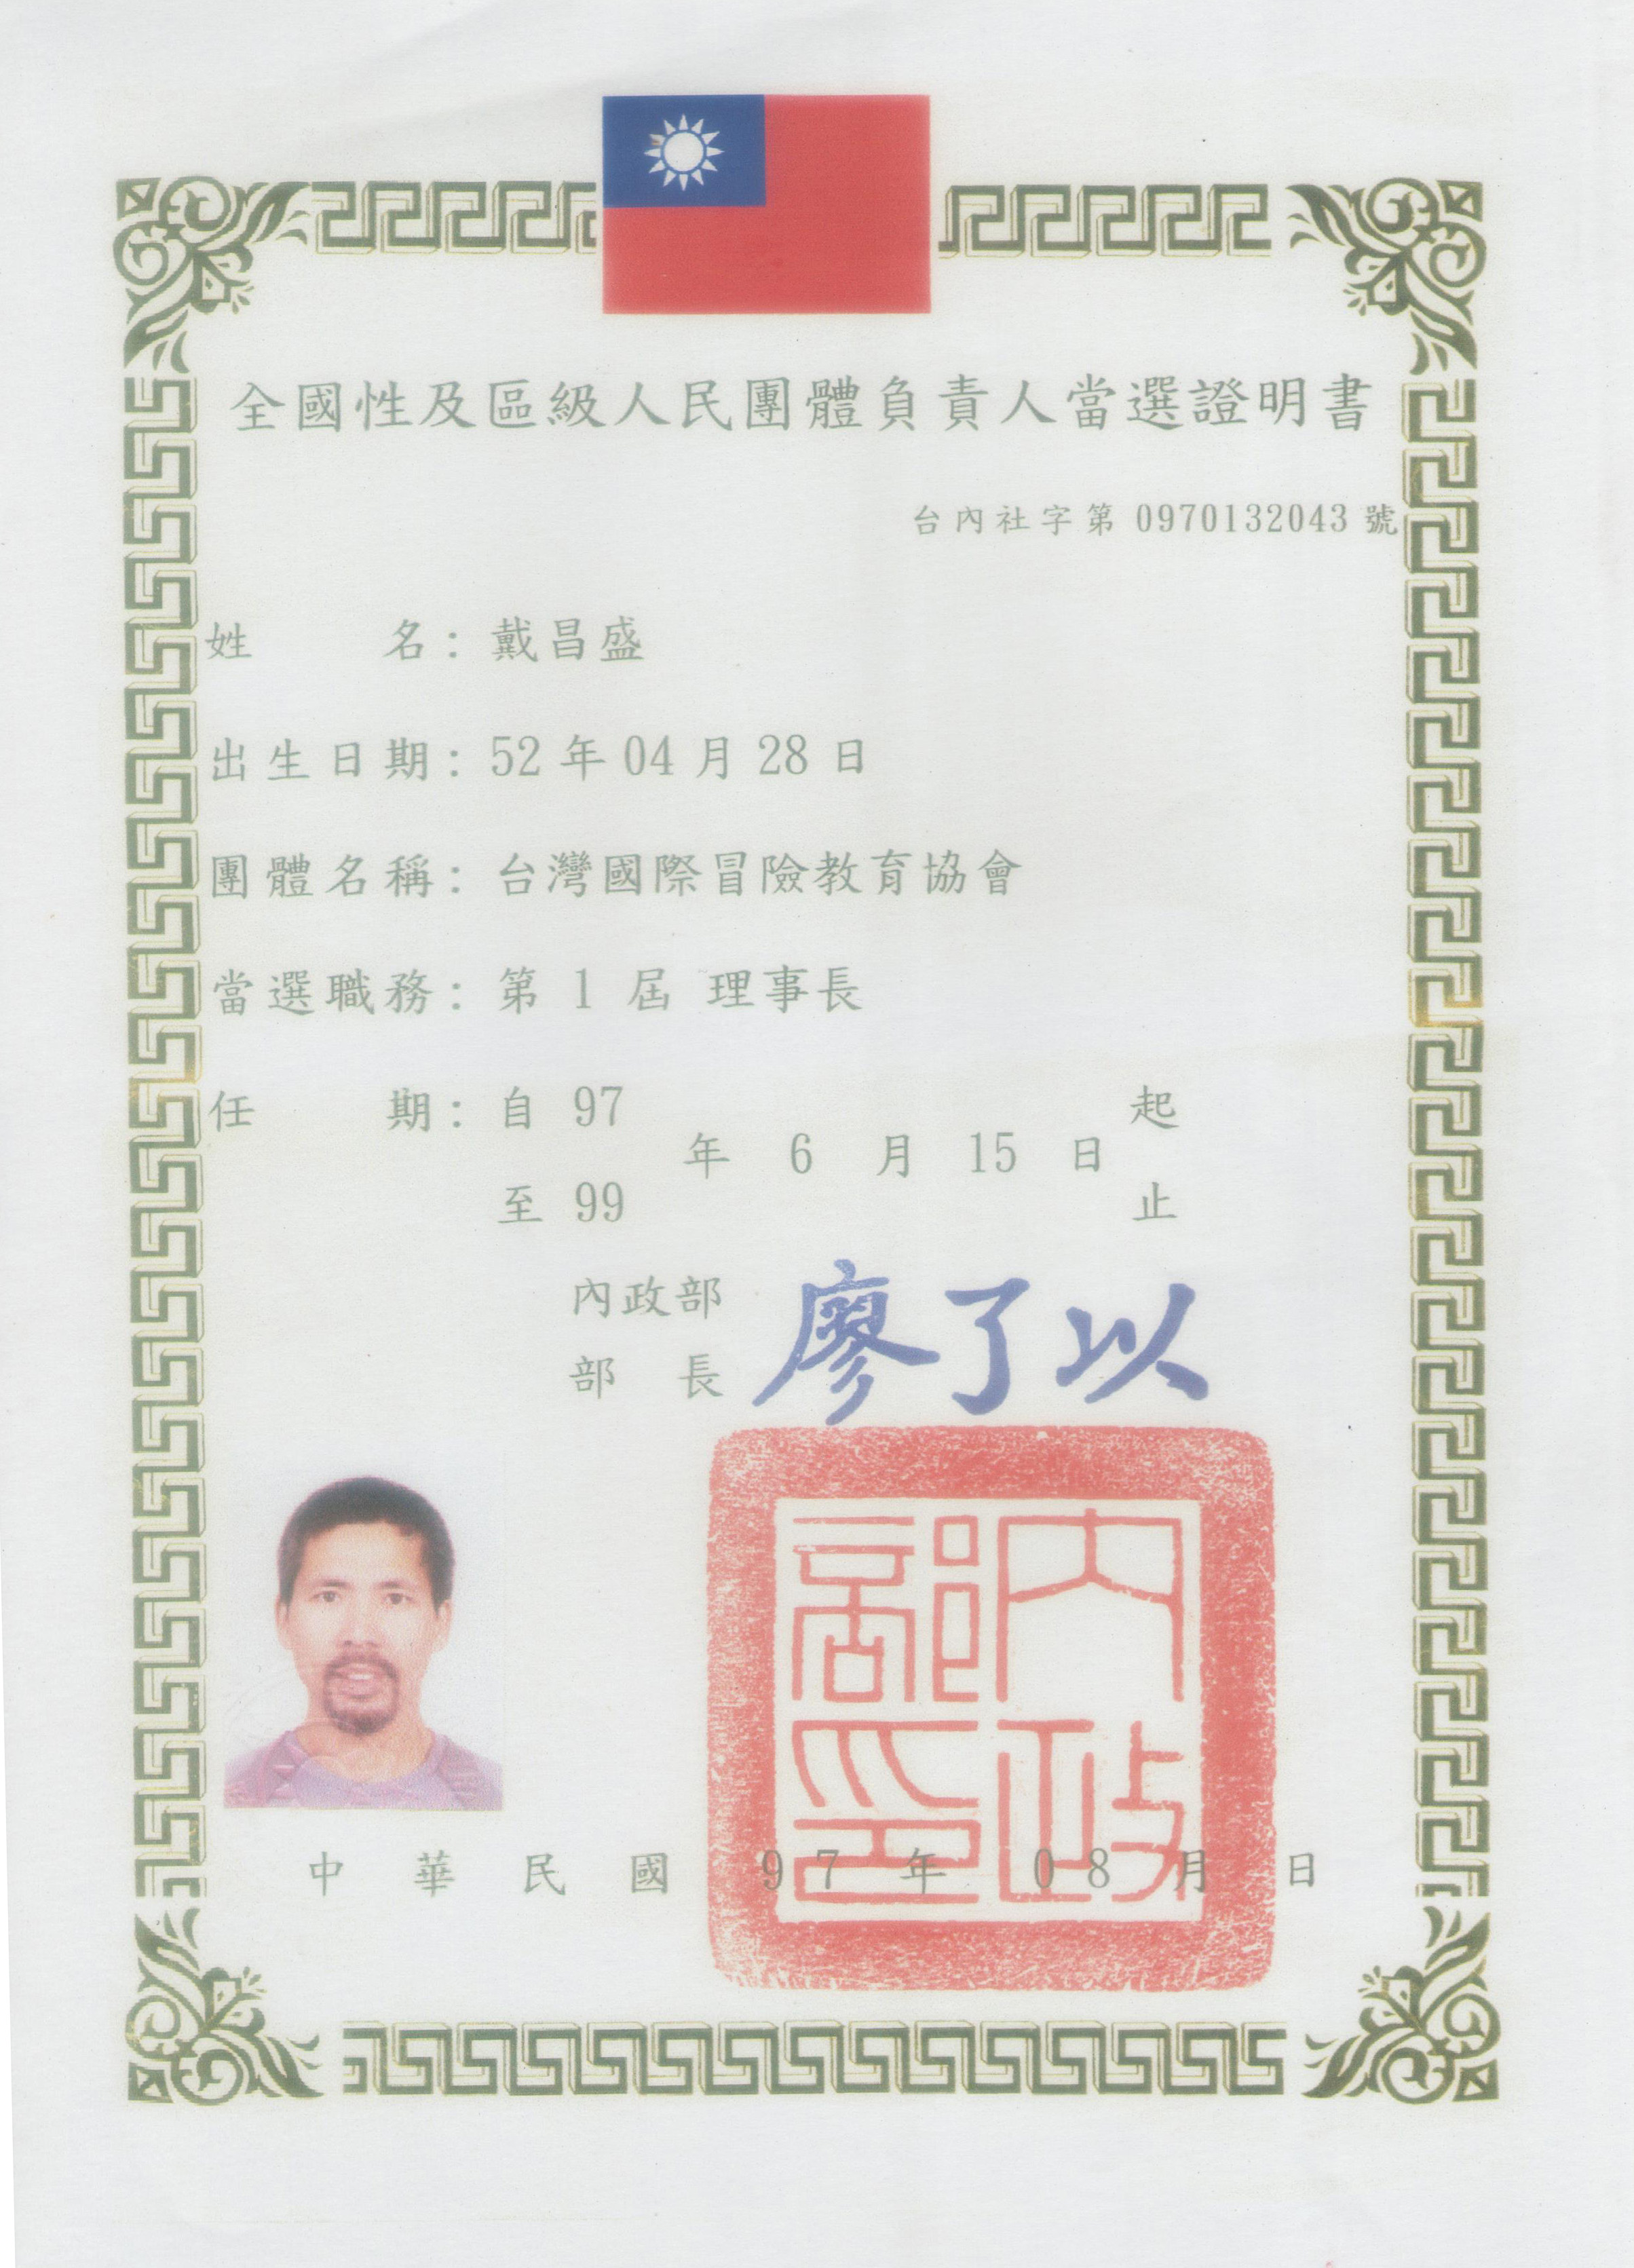 全國性及區級人民團體負責人當選證明書
台內社字第 0970132043 號
姓名：戴昌盛
出生日期：52 年 04 月 28 日
團體名稱：台灣國際冒險教育協會
當選職務：第 1 屆 理事長
任期：自 97 起
年 6 月 15 日
至 99 止
內政部
部長 廖了以
內政部印
中華民國 97 年 08 月 日